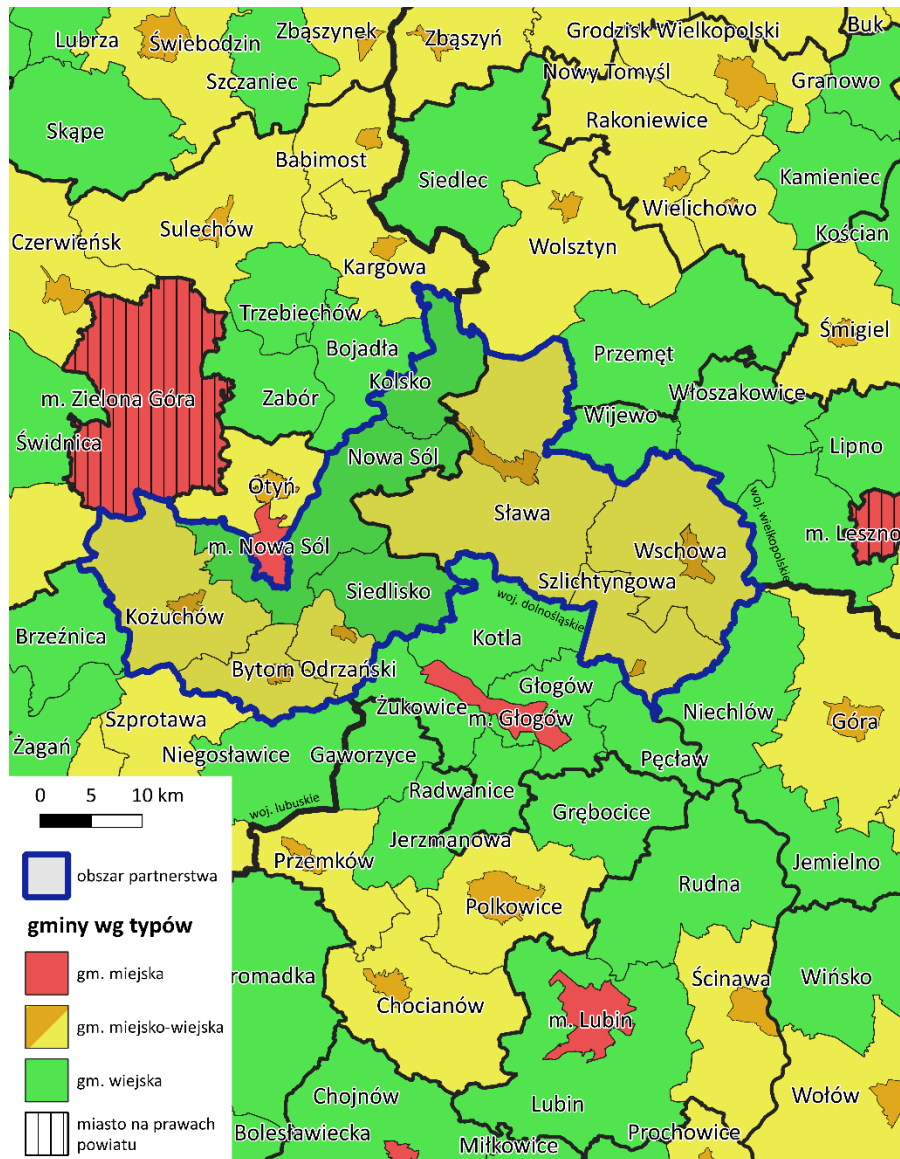 Lubrza
Świebodzin
Zbąszynek
Zbąszyń
Grodzisk Wielkopolski
Buk
Szczaniec
Nowy Tomyśl
Granowo
Skąpe
Rakoniewice
Babimost
Siedlec
Kamieniec
Wielichowo
Sulechów
Kościan
Czerwieńsk
Wolsztyn
Kargowa
Trzebiechów
Śmigiel
Bojadła
Przemęt
Kolsko
Włoszakowice
m. Zielona Góra
Zabór
Wijewo
Świdnica
Lipno
Nowa Sól
Otyń
Sława
m. Nowa Sól
Wschowa
woj. wielkopolskie
m. Leszno
Siedlisko
Szlichtyngowa
woj. dolnośląskie
Kożuchów
Brzeźnica
Kotla
Bytom Odrzański
Głogów
Żukowice
Szprotawa
m. Głogów
Niechlów
Góra
Żagań
Niegosławice
Gaworzyce
Pęcław
Radwanice
woj. lubuskie
Grębocice
Jerzmanowa
Przemków
Jemielno
Rudna
Polkowice
romadka
Ścinawa
Wińsko
Chocianów
m. Lubin
Chojnów
Lubin
Wołów
Bolesławiecka
Miłkowice
Prochowice
0 5 10 km
obszar partnerstwa
gminy wg typów
gm. miejska
gm. miejsko-wiejska
gm. wiejska
miasto na prawach
powiatu